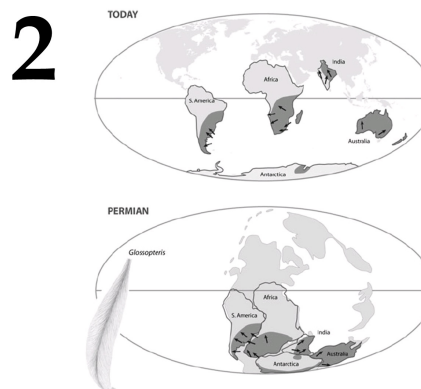 2
TODAY
India
Africa
S. America
Australia
Antarctica
PERMIAN
Glossopteris
Africa
S. America
India
Australia
Antarctica